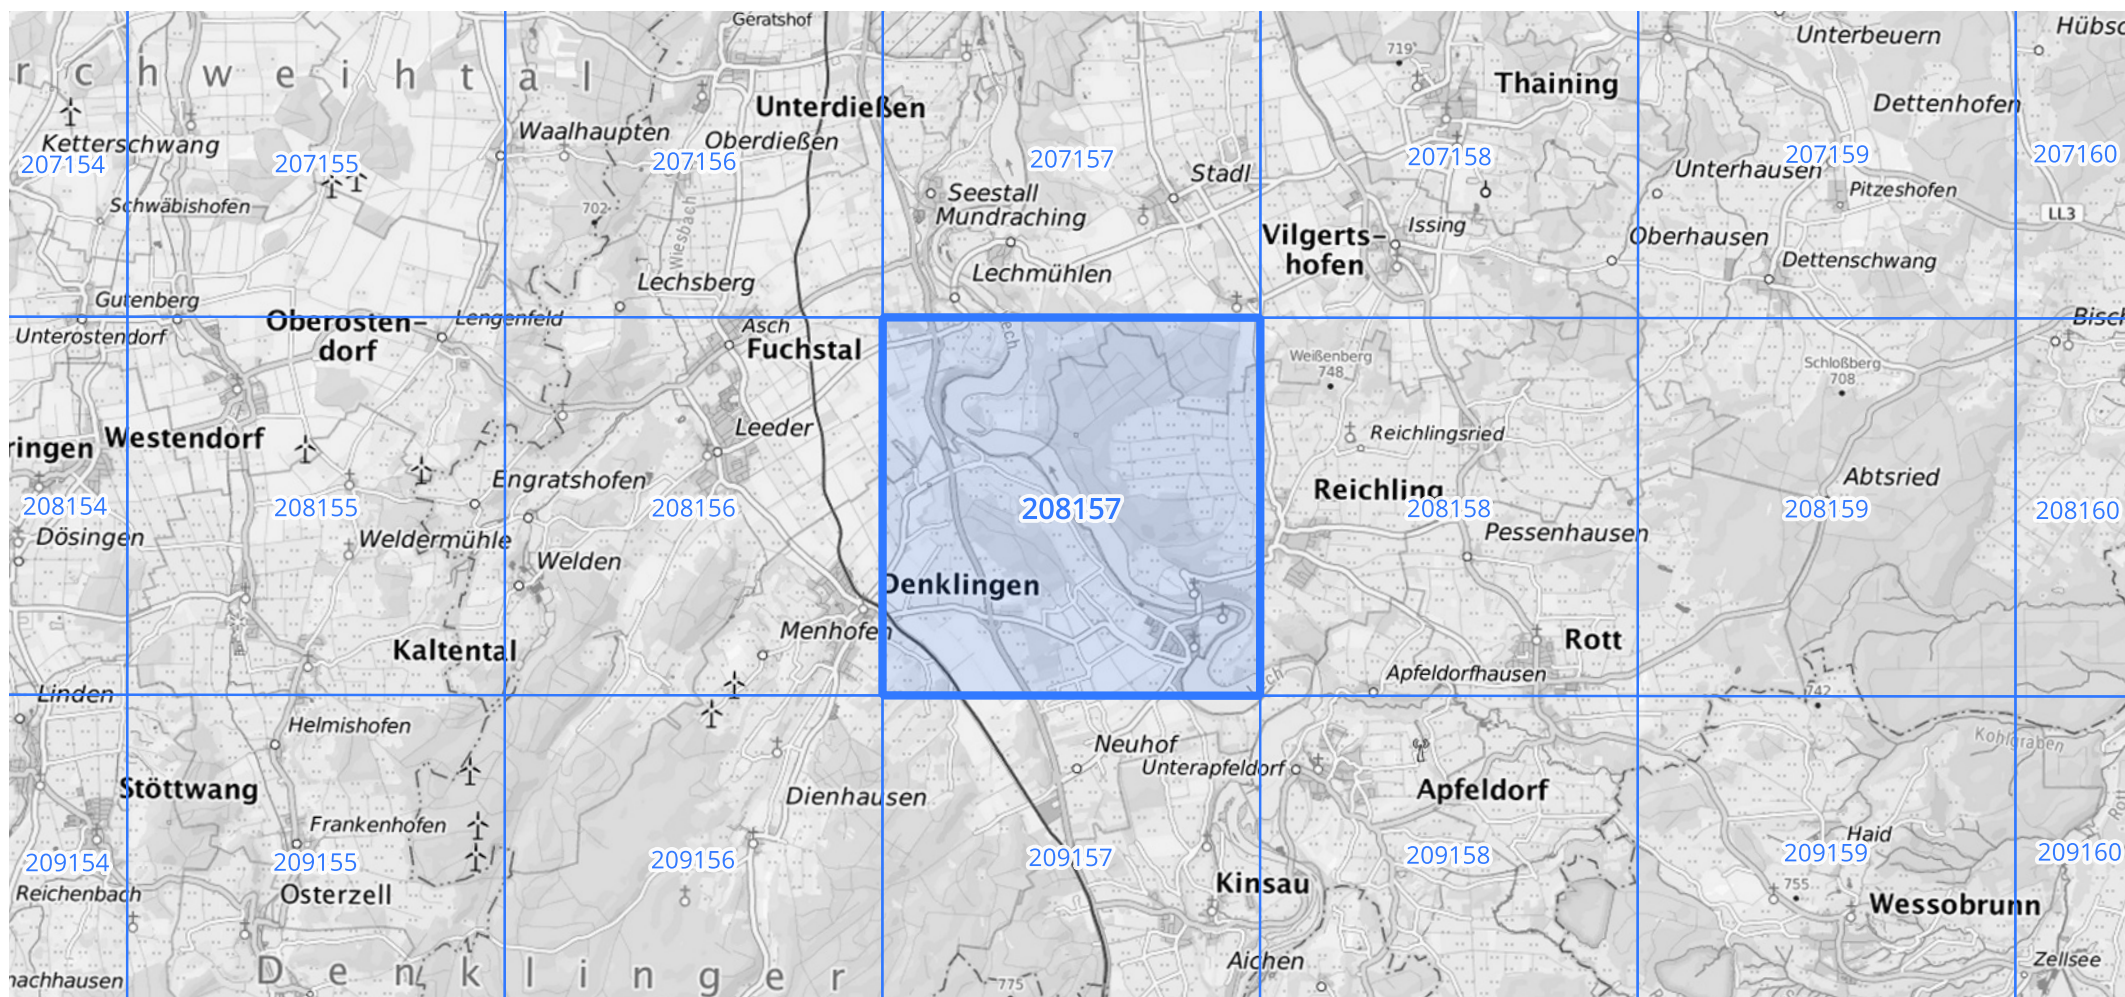 Geratshof
Unterbeuern
Hübsc
r c h w e i h t a l
719
Thaining
Unterdießen
Dettenhofen
Ketterschwang
Waalhaupten
Oberdießen
207154
207155
207156
207157
207158
207159
207160
Stadl
Unterhausen
Schwäbishofen
702
Seestall
Pitzeshofen
Mundraching
LL3
Wiesbach
Issing
Vilgerts-
hofen
Oberhausen
Dettenschwang
Lechsberg
Lechmühlen
Gutenberg
Oberosten-
dorf
Lengenfeld
Unterostendorf
Asch
Fuchstal
ech
Bisch
Weißenberg
748
Schloßberg
708
Leeder
ringen
Westendorf
Reichlingsried
Engratshofen
Reichling
Abtsried
208154
208155
208156
208157
208158
208159
208160
Dösingen
Weldermühle
Pessenhausen
Welden
Denklingen
Menhofen
Kaltental
Rott
Apfeldorfhausen
ch
Linden
742
Helmishofen
Neuhof
Kohlgraben
Unterapfeldorf
Stöttwang
Dienhausen
Apfeldorf
Frankenhofen
Haid
209154
209155
209156
209157
209158
209159
209160
Reichenbach
Osterzell
Kinsau
755
Wessobrunn
Aichen
Zellsee
D e n k l i n g e r
nachhausen
775